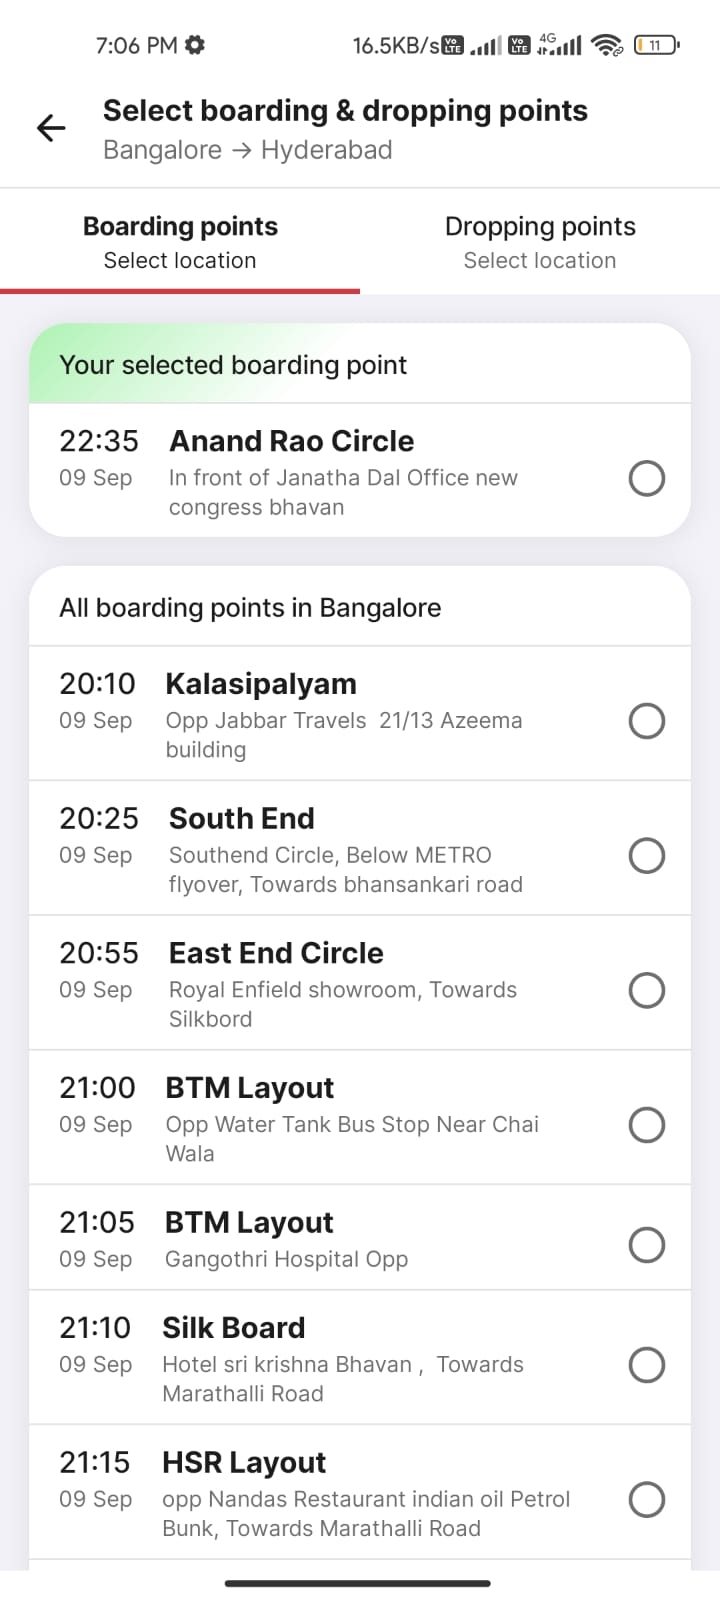 7:06 PM 16.5KB/s Vo LTE Vo LTE 4G 11
Select boarding & dropping points
Bangalore → Hyderabad
Boarding points
Select location
Dropping points
Select location
Your selected boarding point
22:35 Anand Rao Circle
09 Sep In front of Janatha Dal Office new
congress bhavan
All boarding points in Bangalore
20:10 Kalasipalyam
09 Sep Opp Jabbar Travels  21/13 Azeema
building
20:25 South End
09 Sep Southend Circle, Below METRO
flyover, Towards bhansankari road
20:55 East End Circle
09 Sep Royal Enfield showroom, Towards
Silkbord
21:00 BTM Layout
09 Sep Opp Water Tank Bus Stop Near Chai
Wala
21:05 BTM Layout
09 Sep Gangothri Hospital Opp
21:10 Silk Board
09 Sep Hotel sri krishna Bhavan ,  Towards
Marathalli Road
21:15 HSR Layout
09 Sep opp Nandas Restaurant indian oil Petrol
Bunk, Towards Marathalli Road